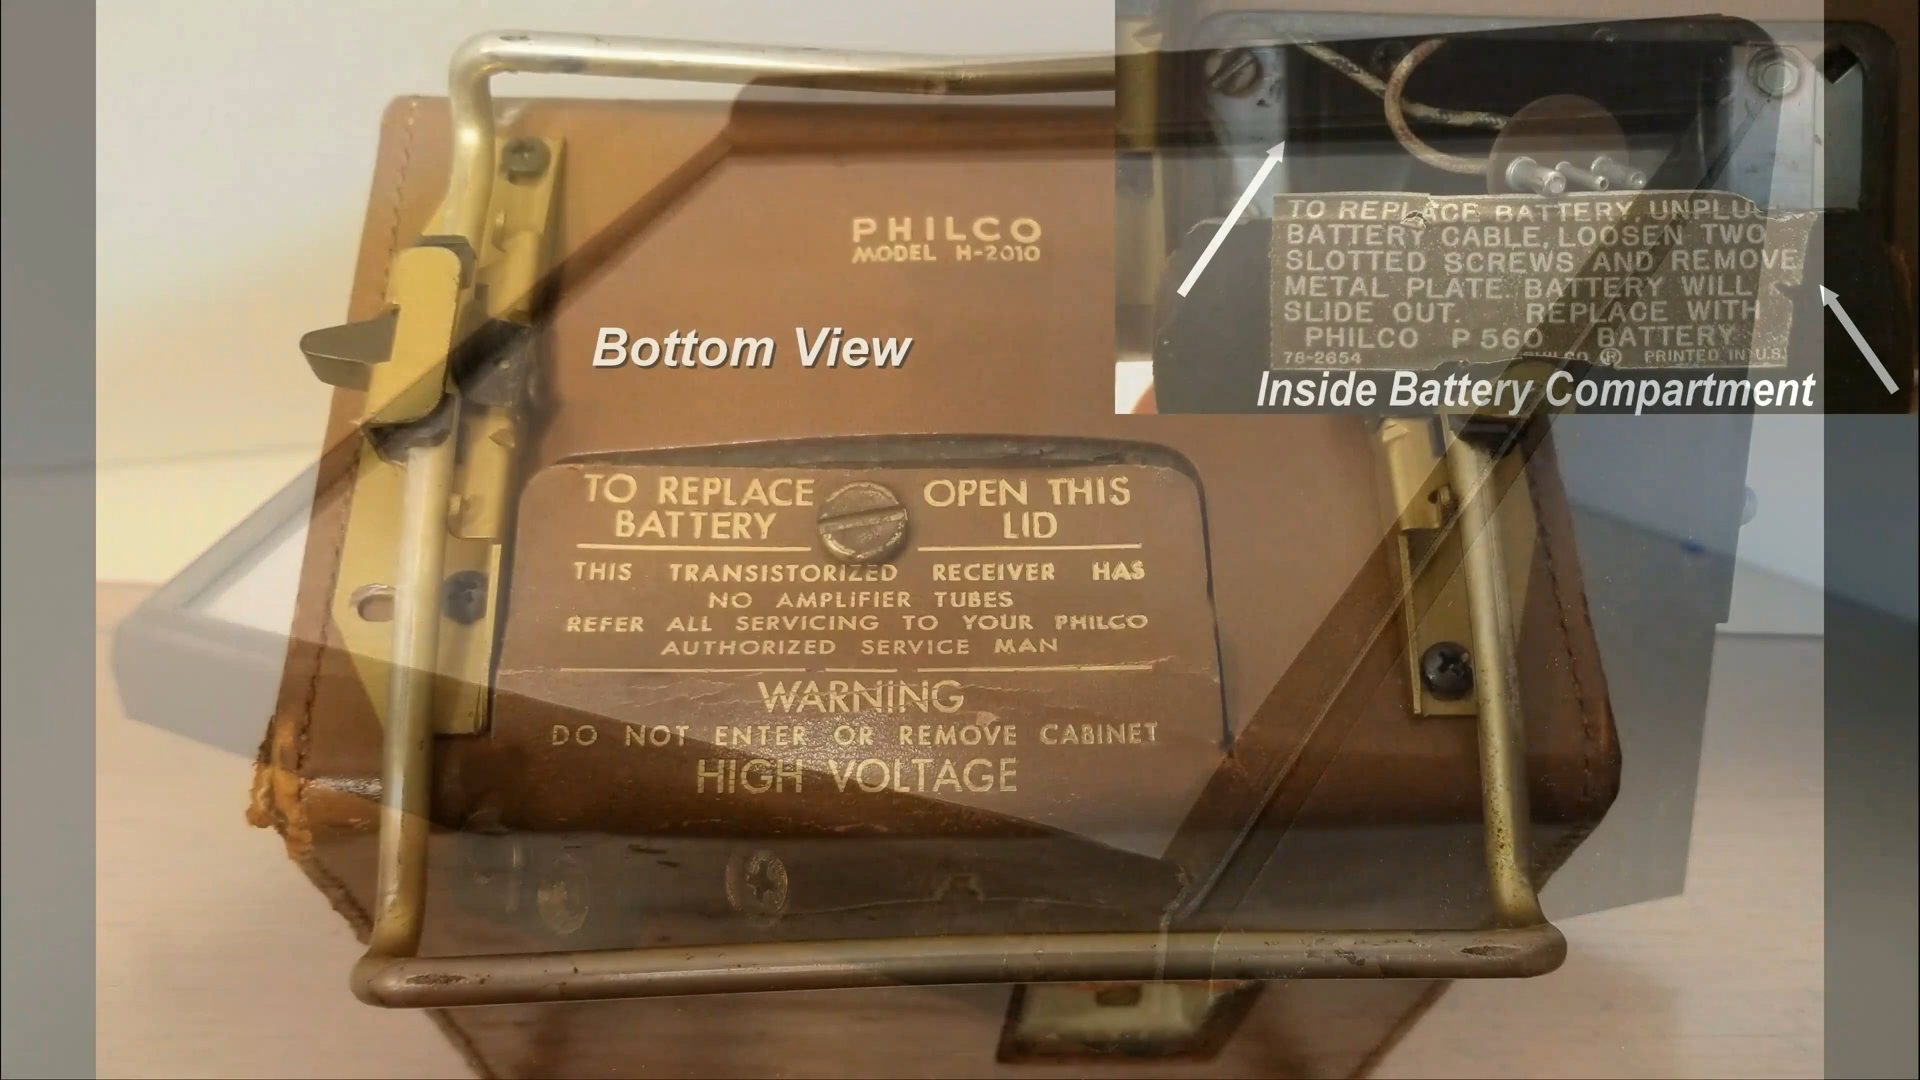 PHILCO
MODEL H-2010
Bottom View
TO REPLACE BATTERY
OPEN THIS LID
THIS TRANSISTORIZED RECEIVER HAS
NO AMPLIFIER TUBES
REFER ALL SERVICING TO YOUR PHILCO
AUTHORIZED SERVICE MAN
WARNING
DO NOT ENTER OR REMOVE CABINET
HIGH VOLTAGE
TO REPLACE BATTERY, UNPLU
BATTERY CABLE, LOOSEN TWO
SLOTTED SCREWS AND REMOVE
METAL PLATE. BATTERY WILL
SLIDE OUT. REPLACE WITH
PHILCO P560 BATTERY
78-2654 PHILCO ® PRINTED IN U.S.
Inside Battery Compartment